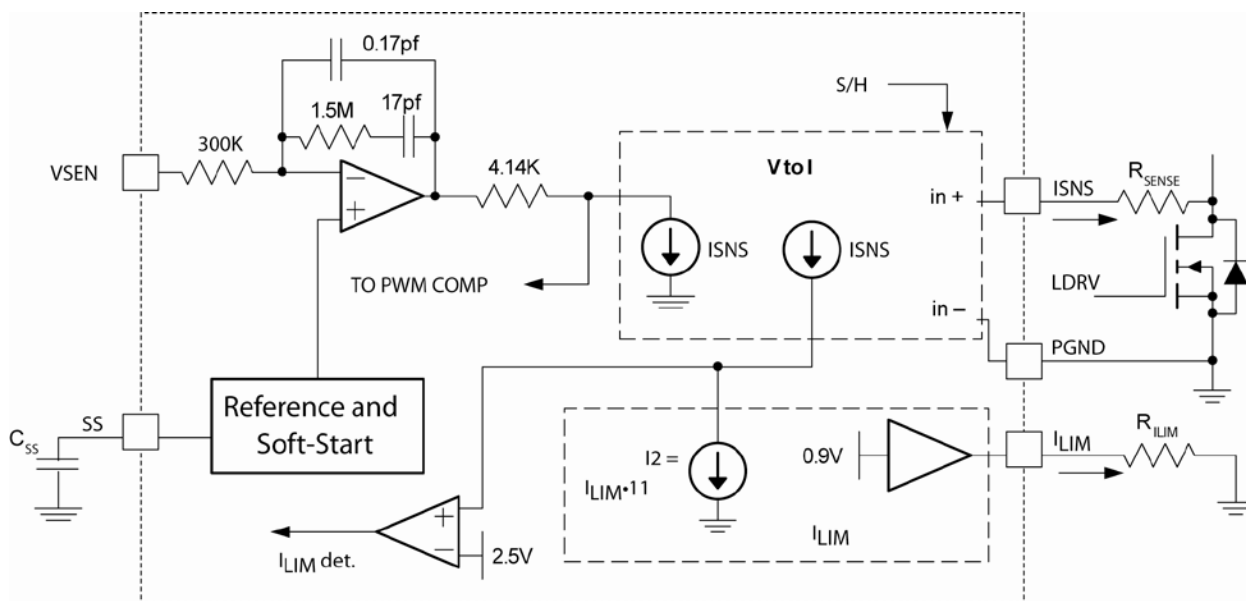 0.17pf
S/H
1.5M
17pf
VSEN
300K
4.14K
VtoI
ISNS
R_SENSE
in +
ISNS
ISNS
LDRV
TO PWM COMP
in −
PGND
C_SS
SS
Reference and
Soft-Start
I2 =
I_LIM•11
0.9V
I_LIM
R_ILIM
I_LIM det.
2.5V
I_LIM
+
−
+
−